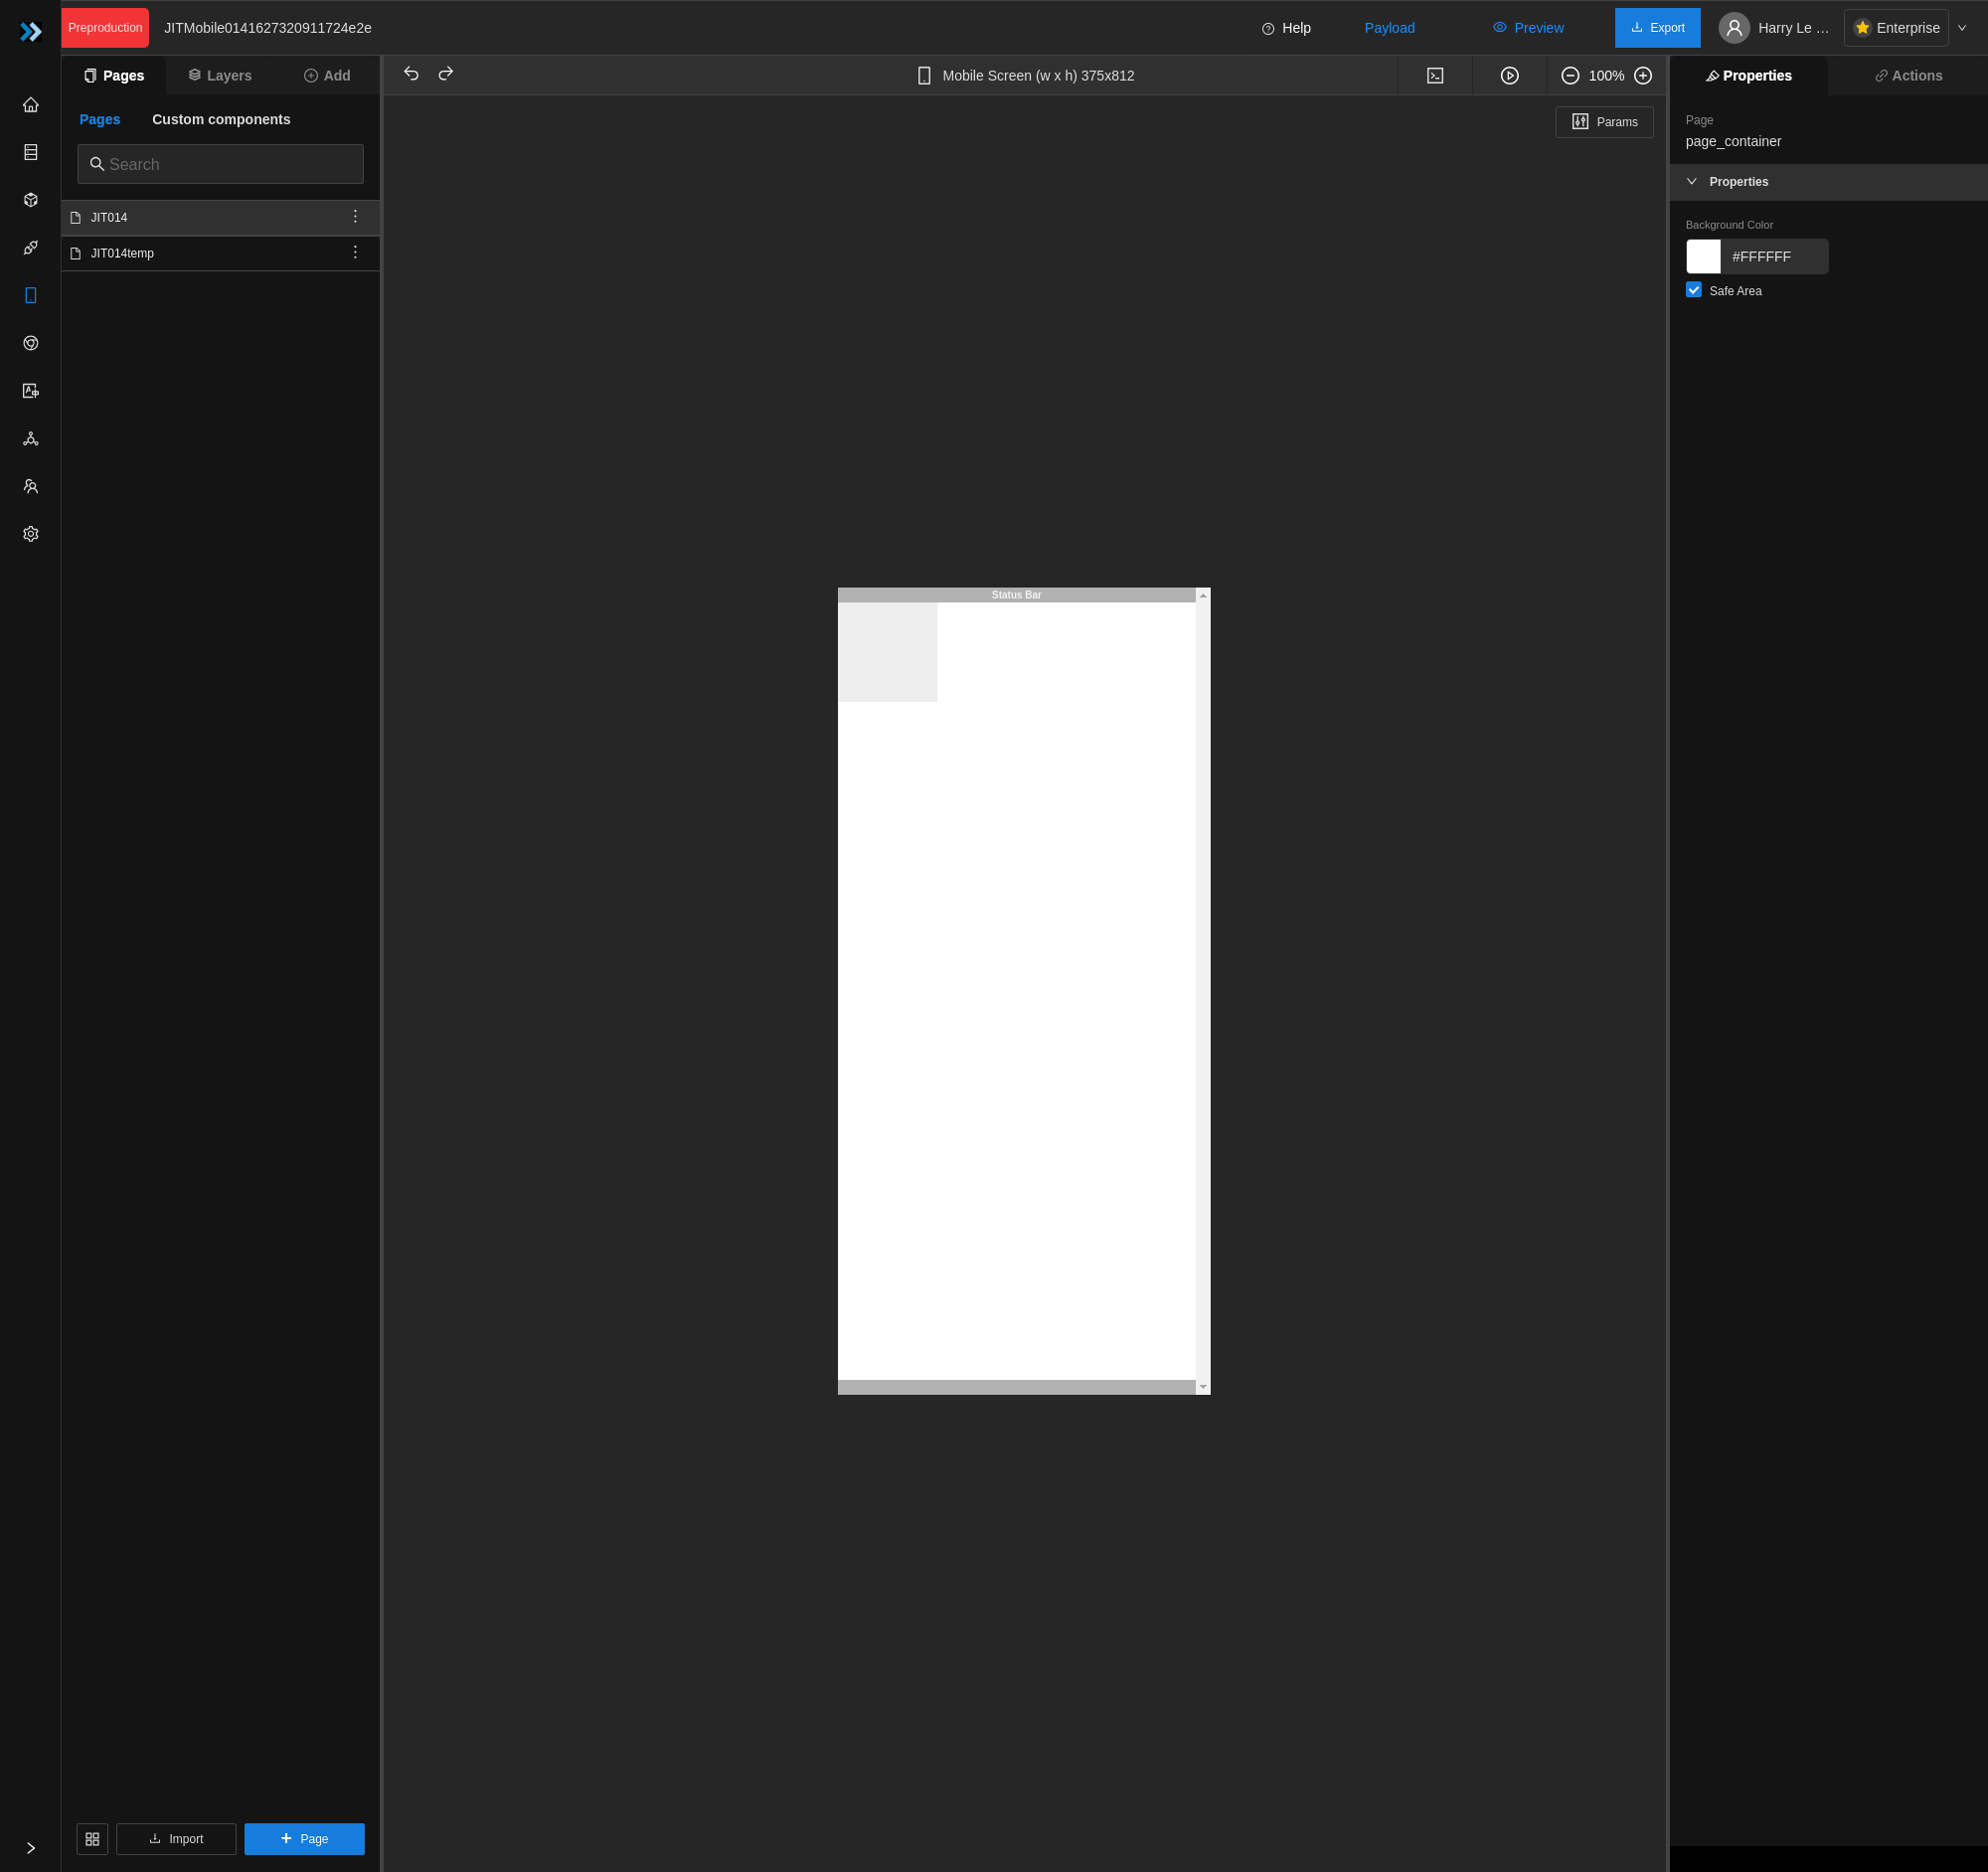 Preproduction
JITMobile0141627320911724e2e
Help
Payload
Preview
Export
Harry Le ...
Enterprise
Pages
Layers
Add
Mobile Screen (w x h) 375x812
100%
Properties
Actions
Pages
Custom components
Params
Page
page_container
Search
Properties
JIT014
JIT014temp
Background Color
#FFFFFF
Safe Area
Status Bar
Import
Page